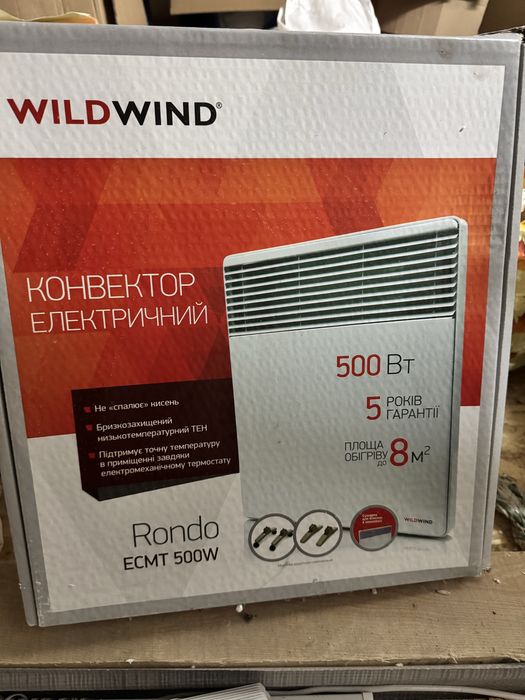 WILDWIND®
КОНВЕКТОР
ЕЛЕКТРИЧНИЙ
Не «спалює» кисень
Бризкозахищений
низькотемпературний ТЕН
Підтримує точну температуру
в приміщенні завдяки
електромеханічному термостату
500 Вт
5 РОКІВ
ГАРАНТІЇ
ПЛОЩА
ОБІГРІВУ
до 8 м²
WILDWIND
Rondo
ECMT 500W